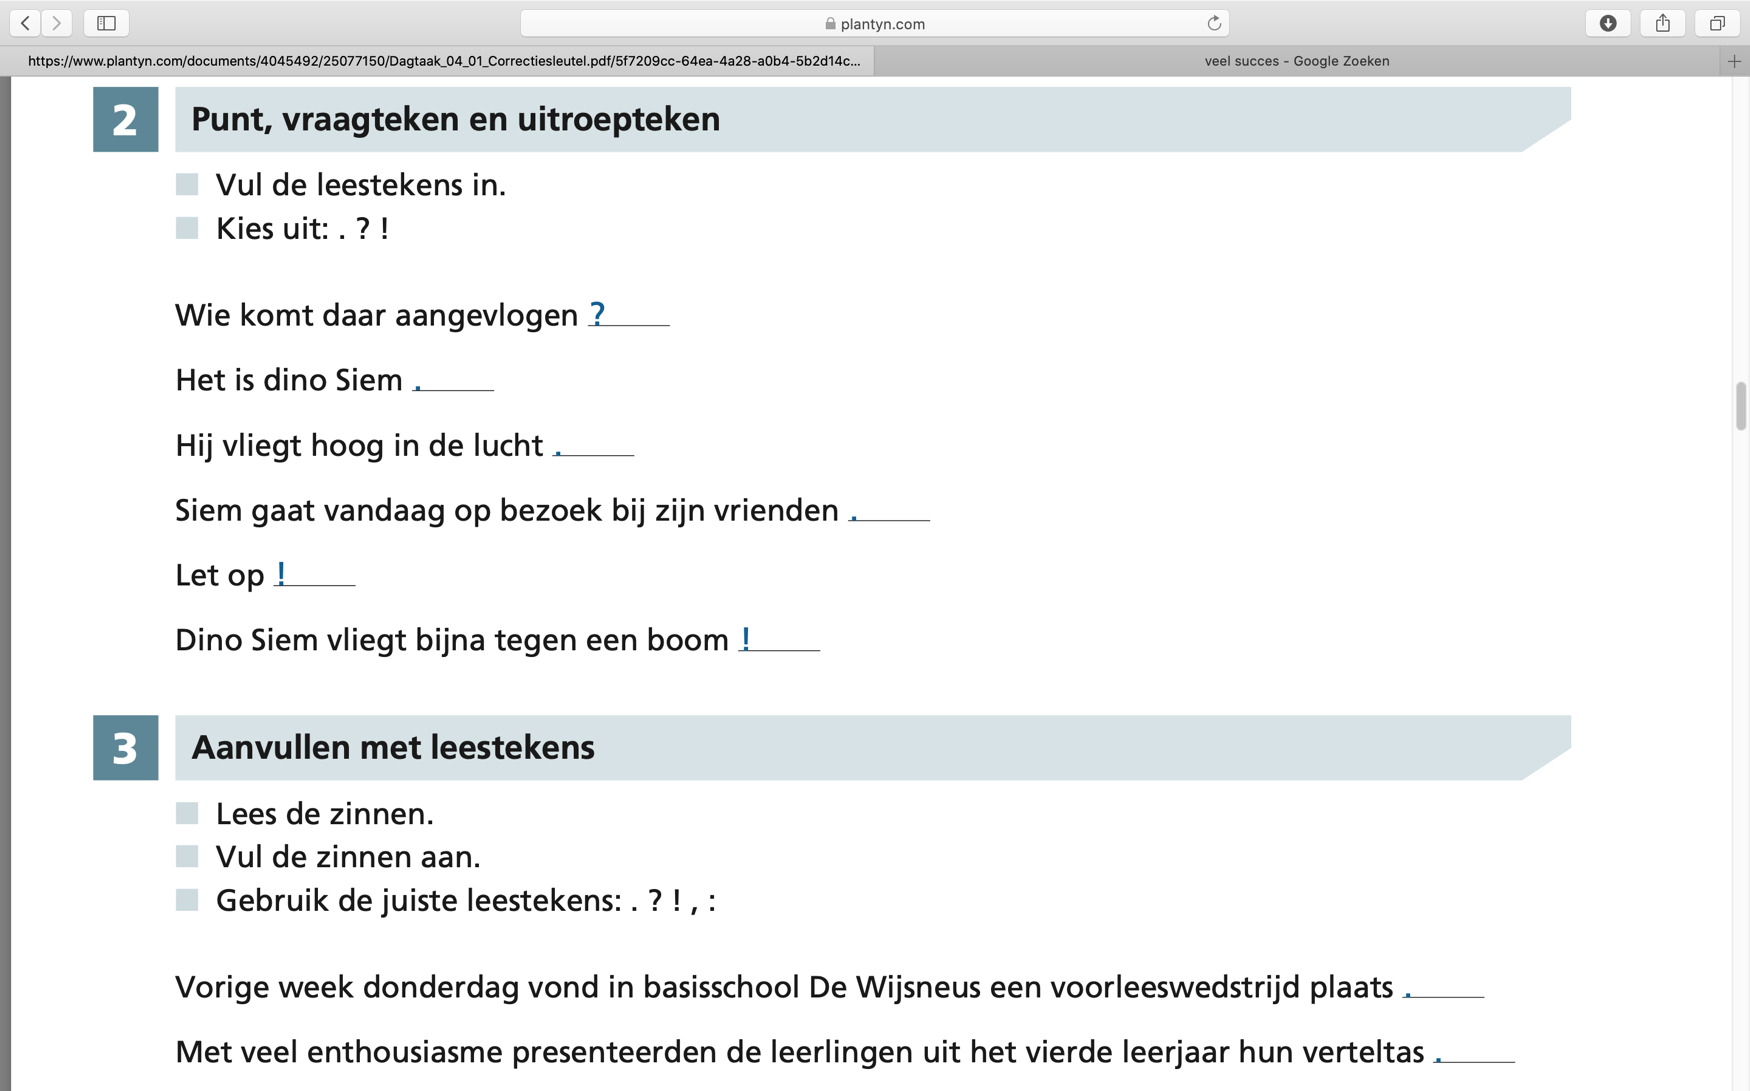 plantyn.com
https://www.plantyn.com/documents/4045492/25077150/Dagtaak_04_01_Correctiesleutel.pdf/5f7209cc-64ea-4a28-a0b4-5b2d14c...
veel succes - Google Zoeken
2 Punt, vraagteken en uitroepteken
Vul de leestekens in.
Kies uit: . ? !
Wie komt daar aangevlogen ?
Het is dino Siem .
Hij vliegt hoog in de lucht .
Siem gaat vandaag op bezoek bij zijn vrienden .
Let op !
Dino Siem vliegt bijna tegen een boom !
3 Aanvullen met leestekens
Lees de zinnen.
Vul de zinnen aan.
Gebruik de juiste leestekens: . ? ! , :
Vorige week donderdag vond in basisschool De Wijsneus een voorleeswedstrijd plaats .
Met veel enthousiasme presenteerden de leerlingen uit het vierde leerjaar hun verteltas .